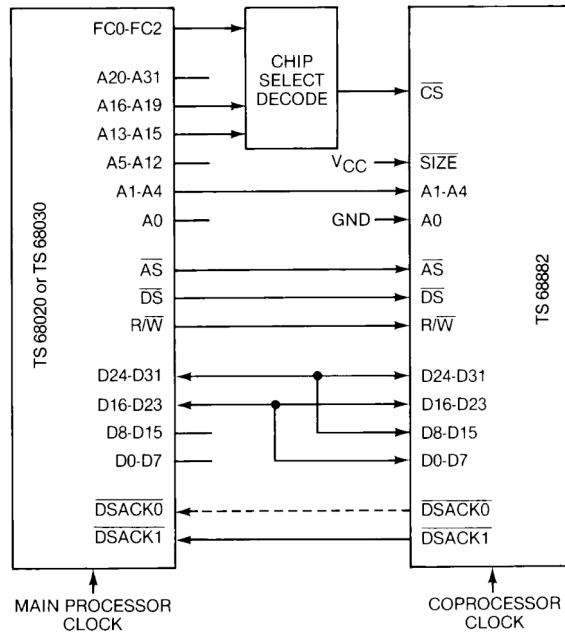 FC0-FC2
A20-A31
A16-A19
A13-A15
A5-A12
A1-A4
A0
AS
DS
R/W
D24-D31
D16-D23
D8-D15
D0-D7
DSACK0
DSACK1
TS 68020 or TS 68030
MAIN PROCESSOR
CLOCK
CHIP
SELECT
DECODE
VCC
GND
CS
SIZE
A1-A4
A0
AS
DS
R/W
D24-D31
D16-D23
D8-D15
D0-D7
DSACK0
DSACK1
TS 68882
COPROCESSOR
CLOCK